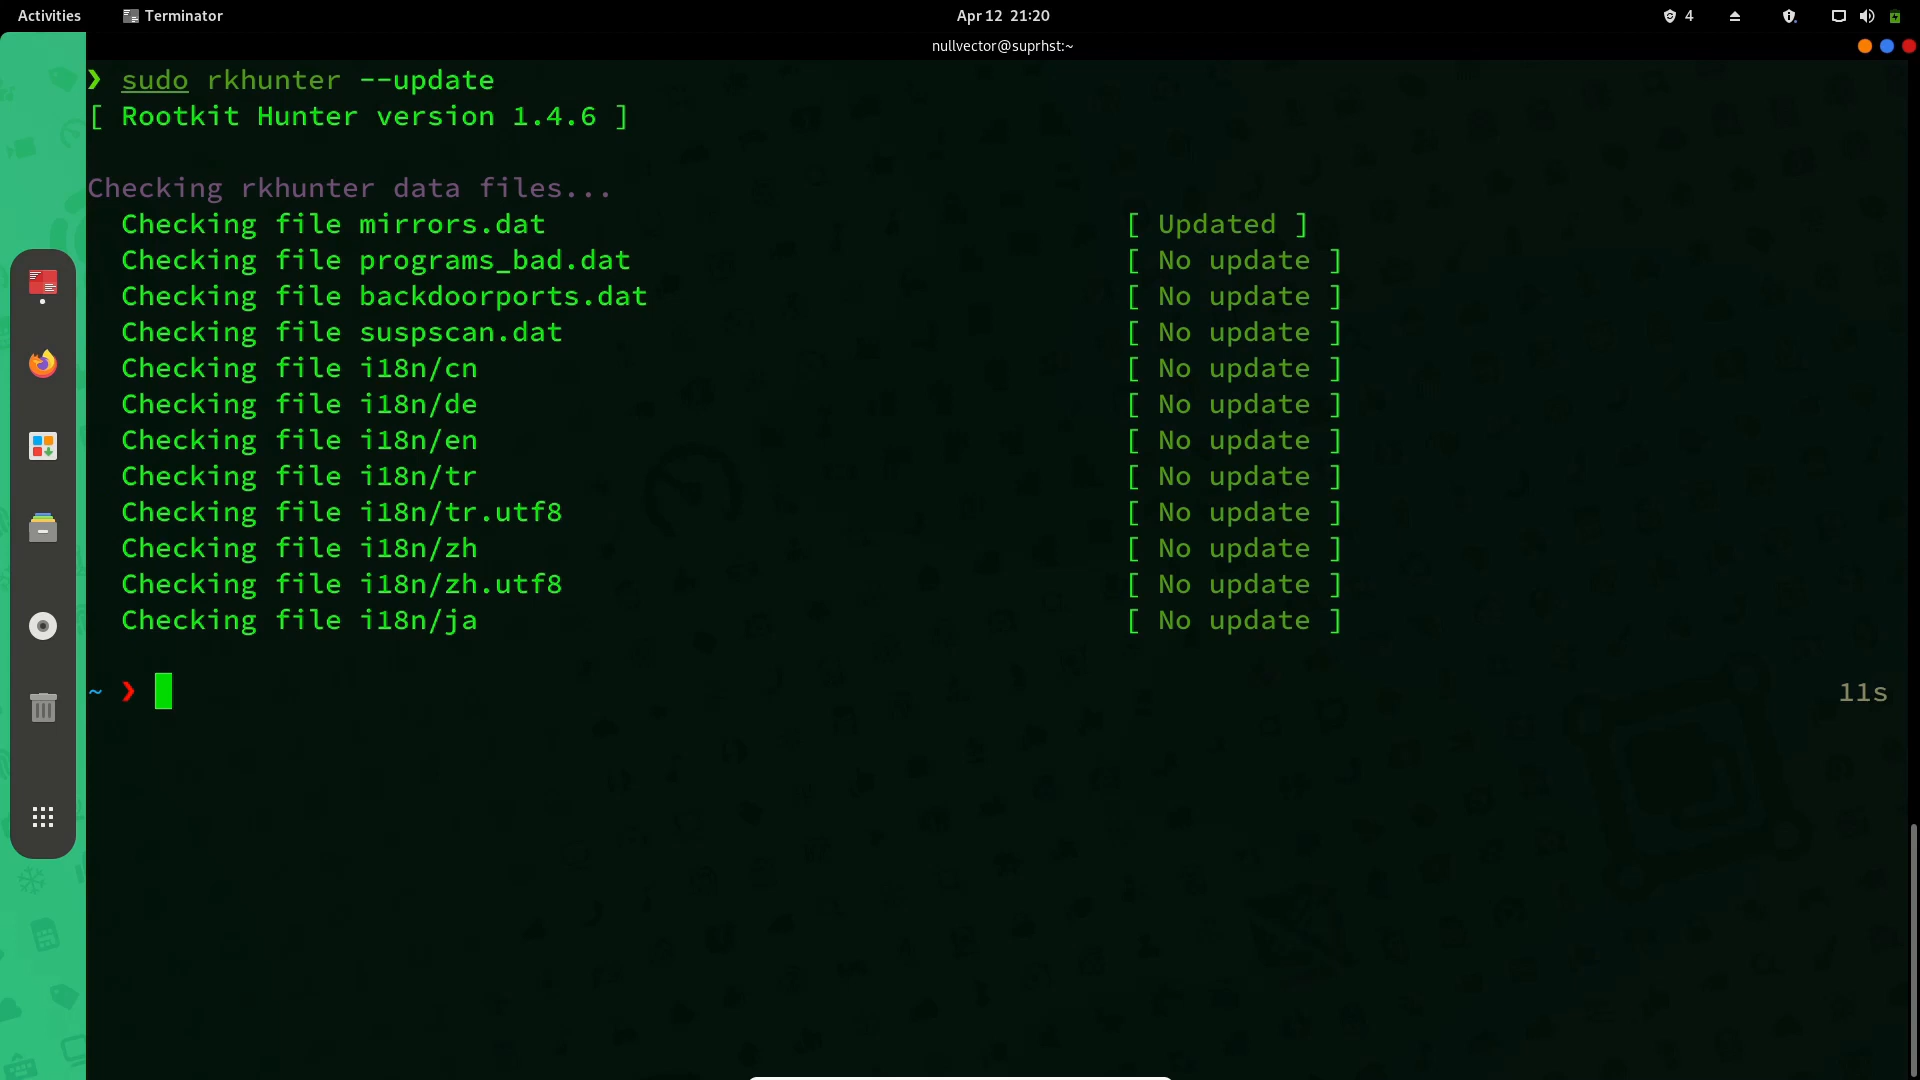 Activities Terminator Apr 12 21:20 4
nullvector@suprhst:~
❯ sudo rkhunter --update
[ Rootkit Hunter version 1.4.6 ]
Checking rkhunter data files...
Checking file mirrors.dat [ Updated ]
Checking file programs_bad.dat [ No update ]
Checking file backdoorports.dat [ No update ]
Checking file suspscan.dat [ No update ]
Checking file i18n/cn [ No update ]
Checking file i18n/de [ No update ]
Checking file i18n/en [ No update ]
Checking file i18n/tr [ No update ]
Checking file i18n/tr.utf8 [ No update ]
Checking file i18n/zh [ No update ]
Checking file i18n/zh.utf8 [ No update ]
Checking file i18n/ja [ No update ]
~ ❯ 11s